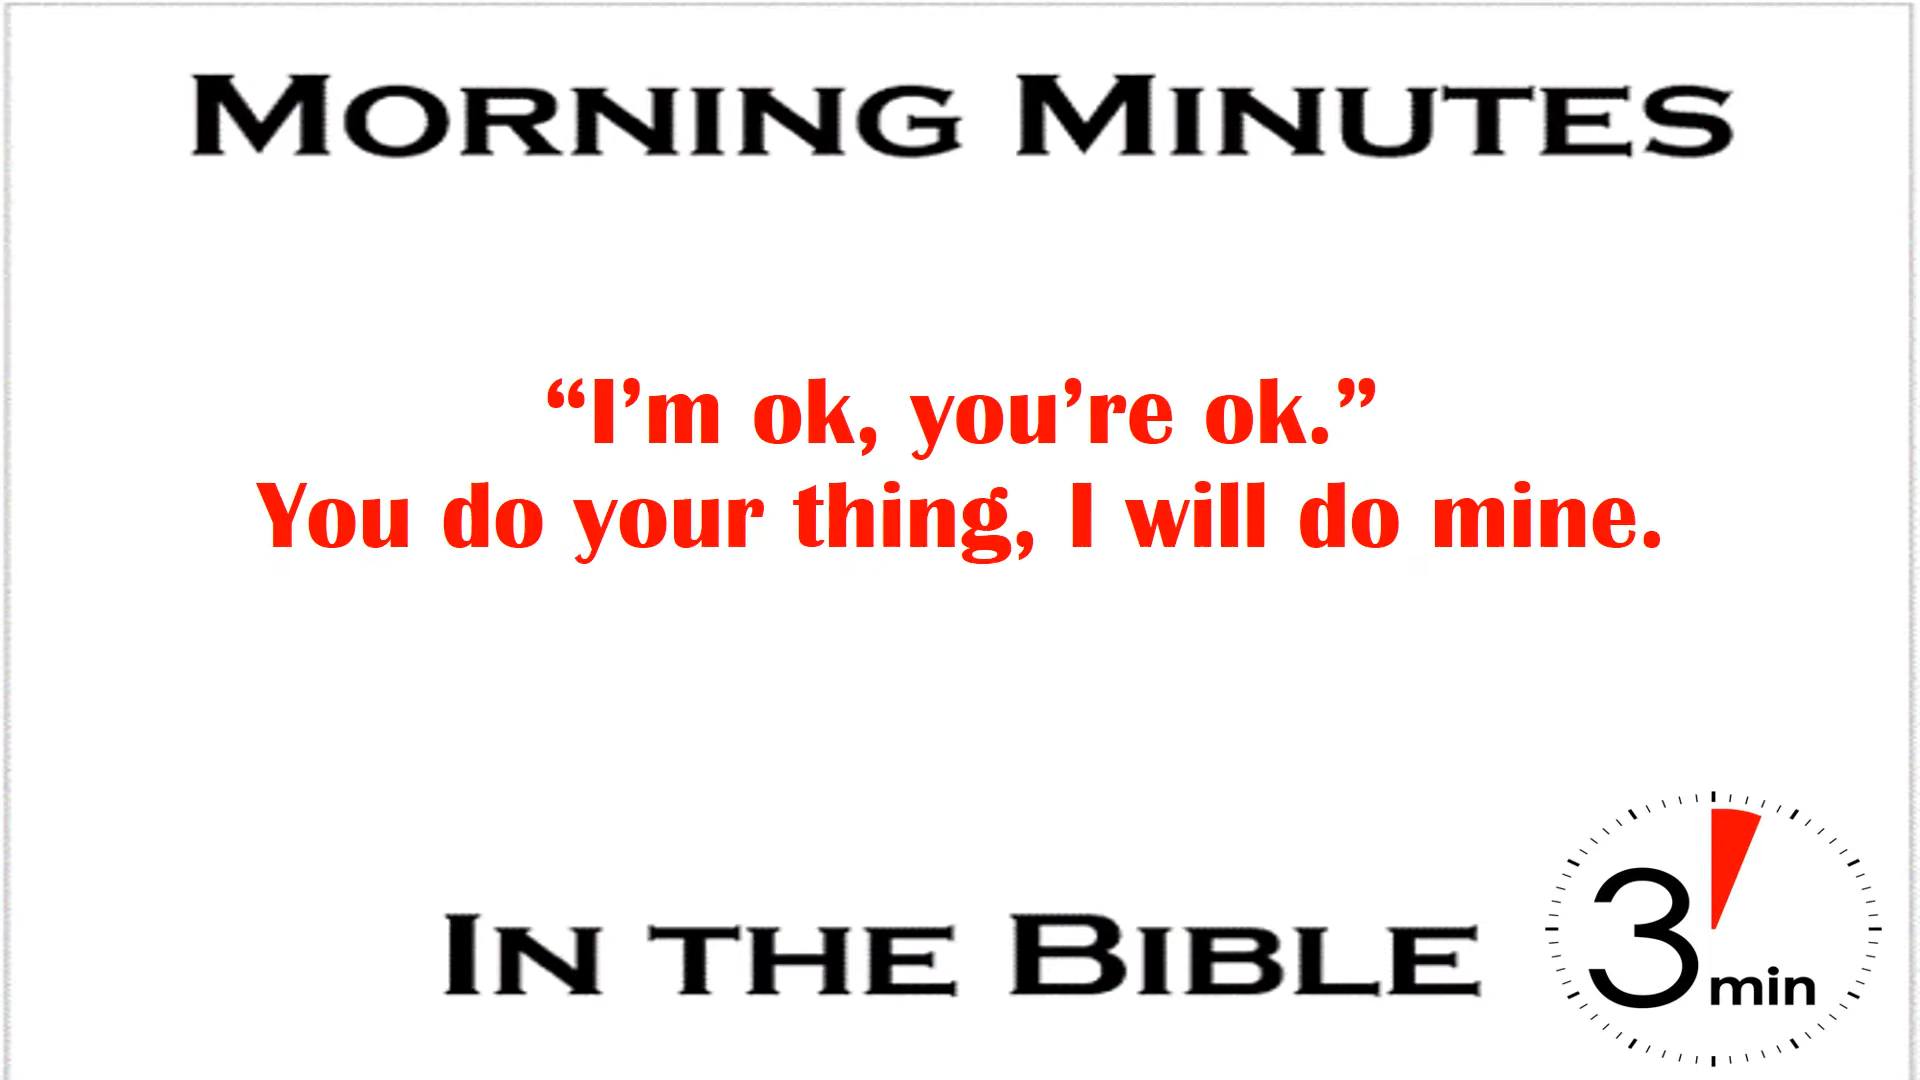 Morning Minutes
“I’m ok, you’re ok.”
You do your thing, I will do mine.
In the Bible
3 min